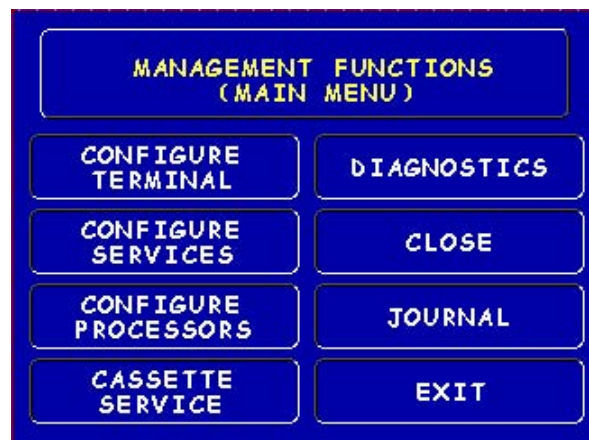 MANAGEMENT FUNCTIONS
(MAIN MENU)
CONFIGURE
TERMINAL
DIAGNOSTICS
CONFIGURE
SERVICES
CLOSE
CONFIGURE
PROCESSORS
JOURNAL
CASSETTE
SERVICE
EXIT